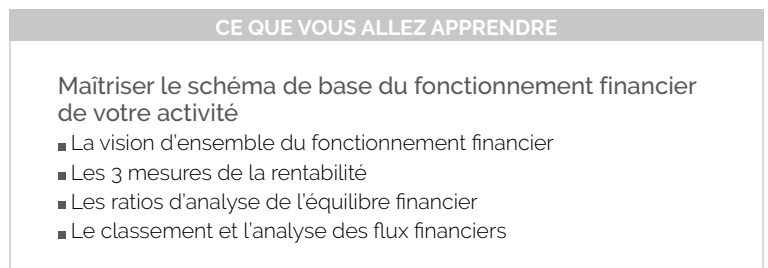 CE QUE VOUS ALLEZ APPRENDRE
Maîtriser le schéma de base du fonctionnement financier
de votre activité
■ La vision d’ensemble du fonctionnement financier
■ Les 3 mesures de la rentabilité
■ Les ratios d’analyse de l’équilibre financier
■ Le classement et l’analyse des flux financiers